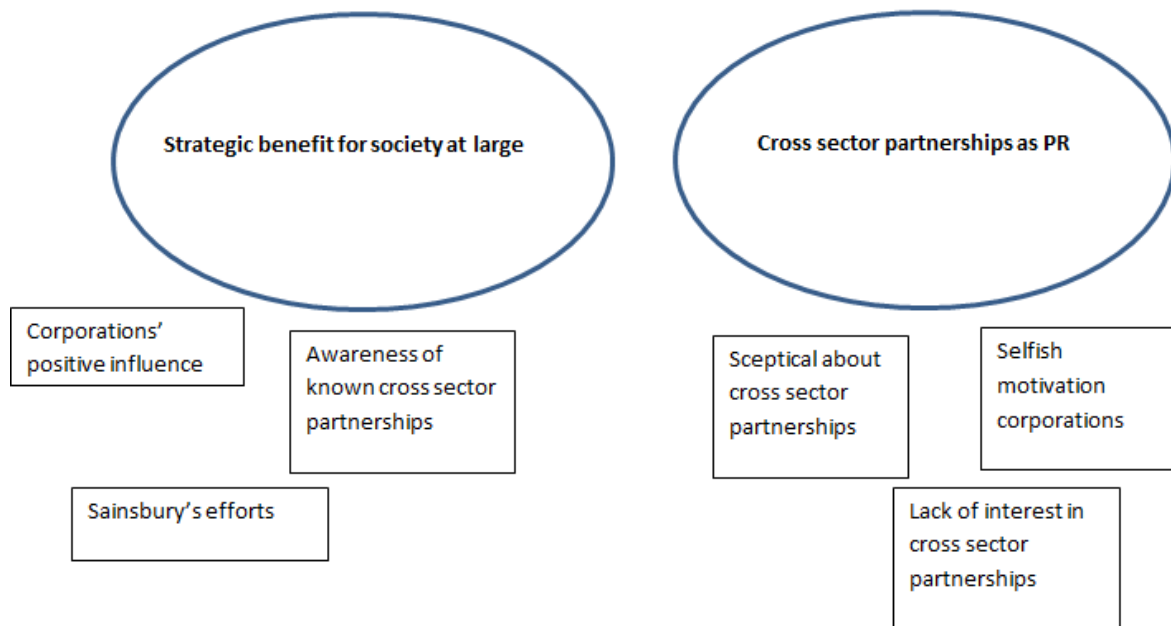 Strategic benefit for society at large
Cross sector partnerships as PR
Corporations’
positive influence
Awareness of
known cross sector
partnerships
Sainsbury’s efforts
Sceptical about
cross sector
partnerships
Selfish
motivation
corporations
Lack of interest in
cross sector
partnerships